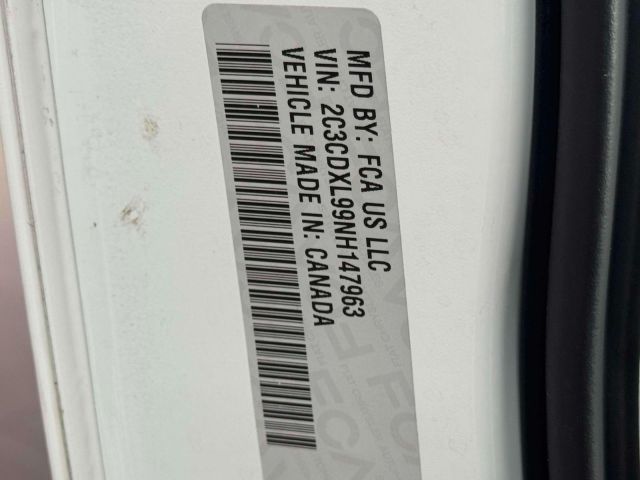 MFD BY: FCA US LLC
VIN: 2C3CDXL99NH147963
VEHICLE MADE IN: CANADA